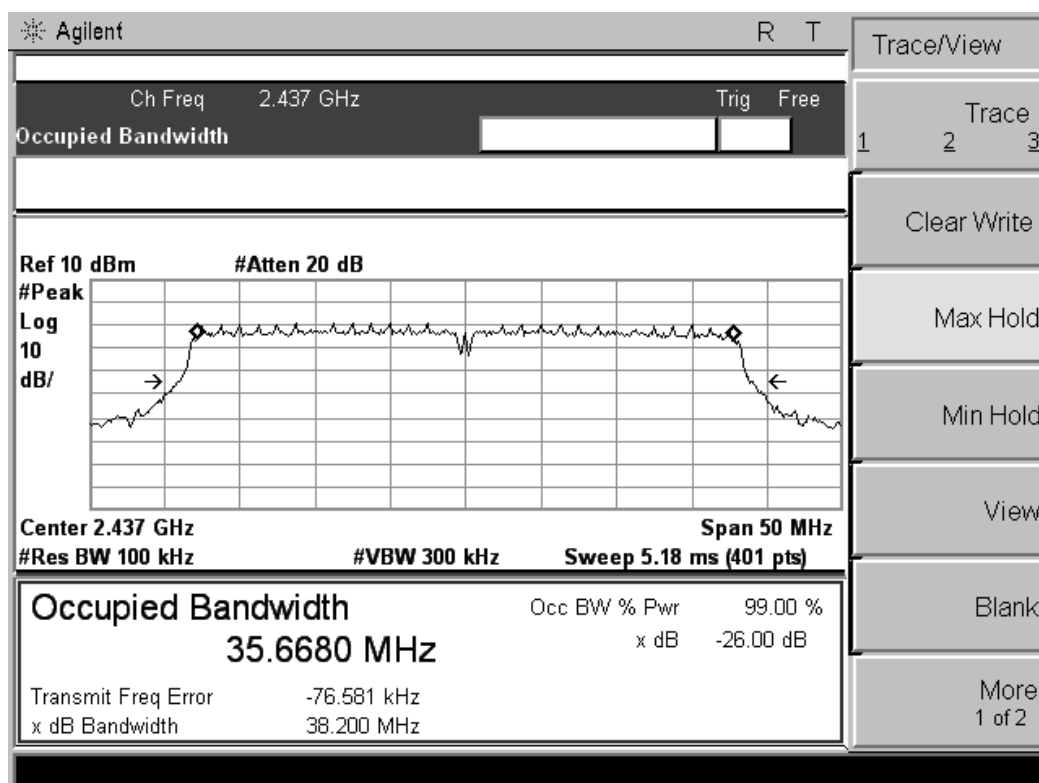 Agilent R T
Trace/View
Ch Freq 2.437 GHz Trig Free
Occupied Bandwidth
Trace
1 2 3
Clear Write
Max Hold
Min Hold
View
Blank
More
1 of 2
Ref 10 dBm #Atten 20 dB
#Peak
Log
10
dB/
Center 2.437 GHz Span 50 MHz
#Res BW 100 kHz #VBW 300 kHz Sweep 5.18 ms (401 pts)
Occupied Bandwidth
35.6680 MHz
Occ BW % Pwr 99.00 %
x dB -26.00 dB
Transmit Freq Error -76.581 kHz
x dB Bandwidth 38.200 MHz